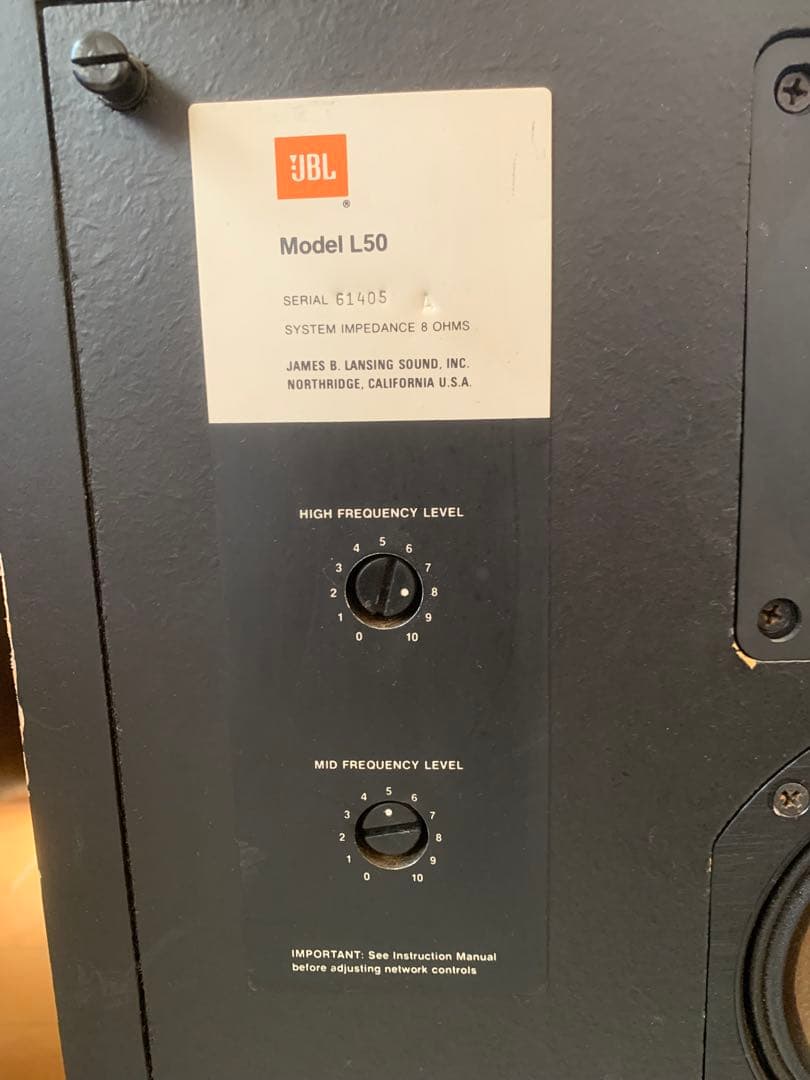 JBL
®
Model L50
SERIAL 61405 A
SYSTEM IMPEDANCE 8 OHMS
JAMES B. LANSING SOUND, INC.
NORTHRIDGE, CALIFORNIA U.S.A.
HIGH FREQUENCY LEVEL
0 1 2 3 4 5 6 7 8 9 10
MID FREQUENCY LEVEL
0 1 2 3 4 5 6 7 8 9 10
IMPORTANT: See Instruction Manual
before adjusting network controls